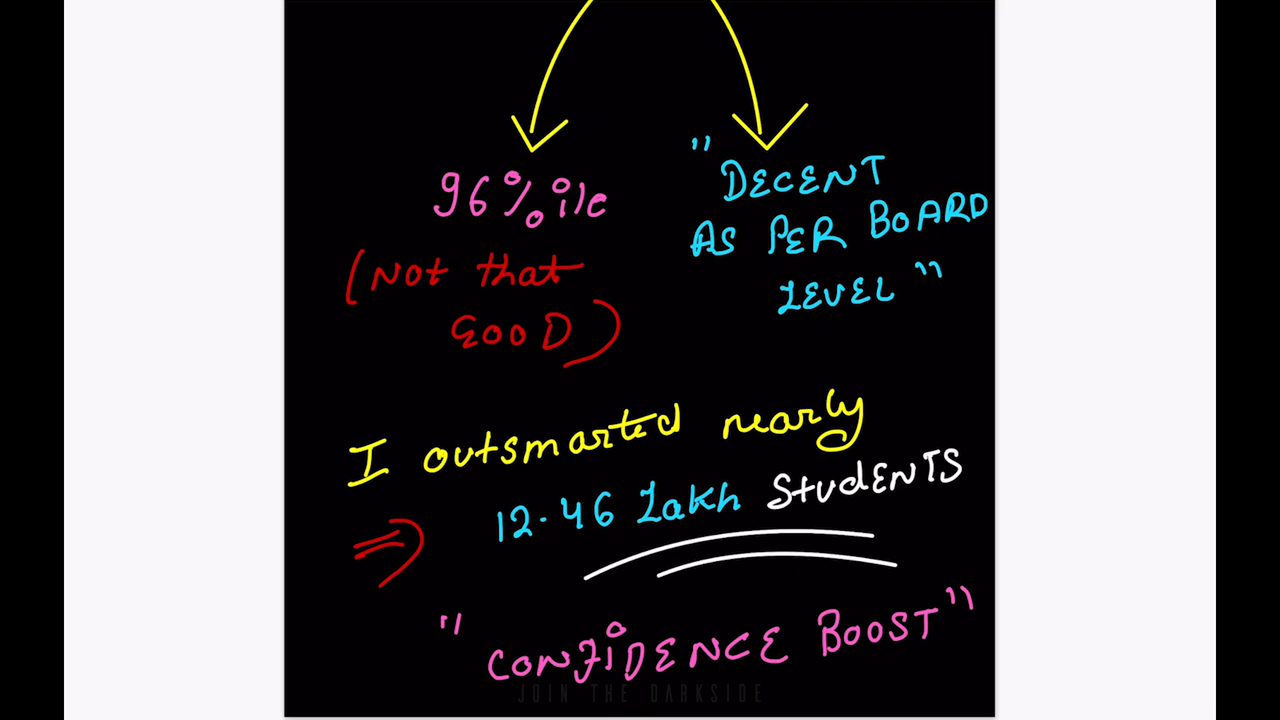 96%ile
(Not that
GOOD)
"DECENT
AS PER BOARD
LEVEL"
I outsmarted nearly
12.46 Lakh STUDENTS
⇒
"CONFIDENCE BOOST"
JOIN THE DARKSIDE